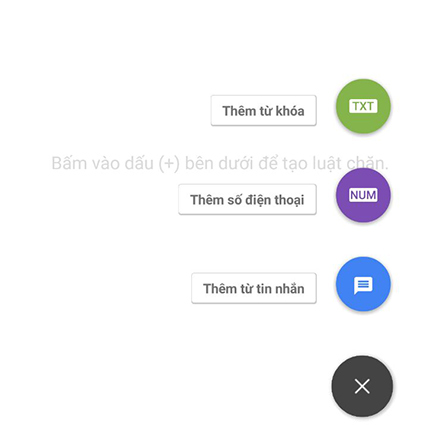 Thêm từ khóa
TXT
Bấm vào dấu (+) bên dưới để tạo luật chặn.
Thêm số điện thoại
NUM
Thêm từ tin nhắn